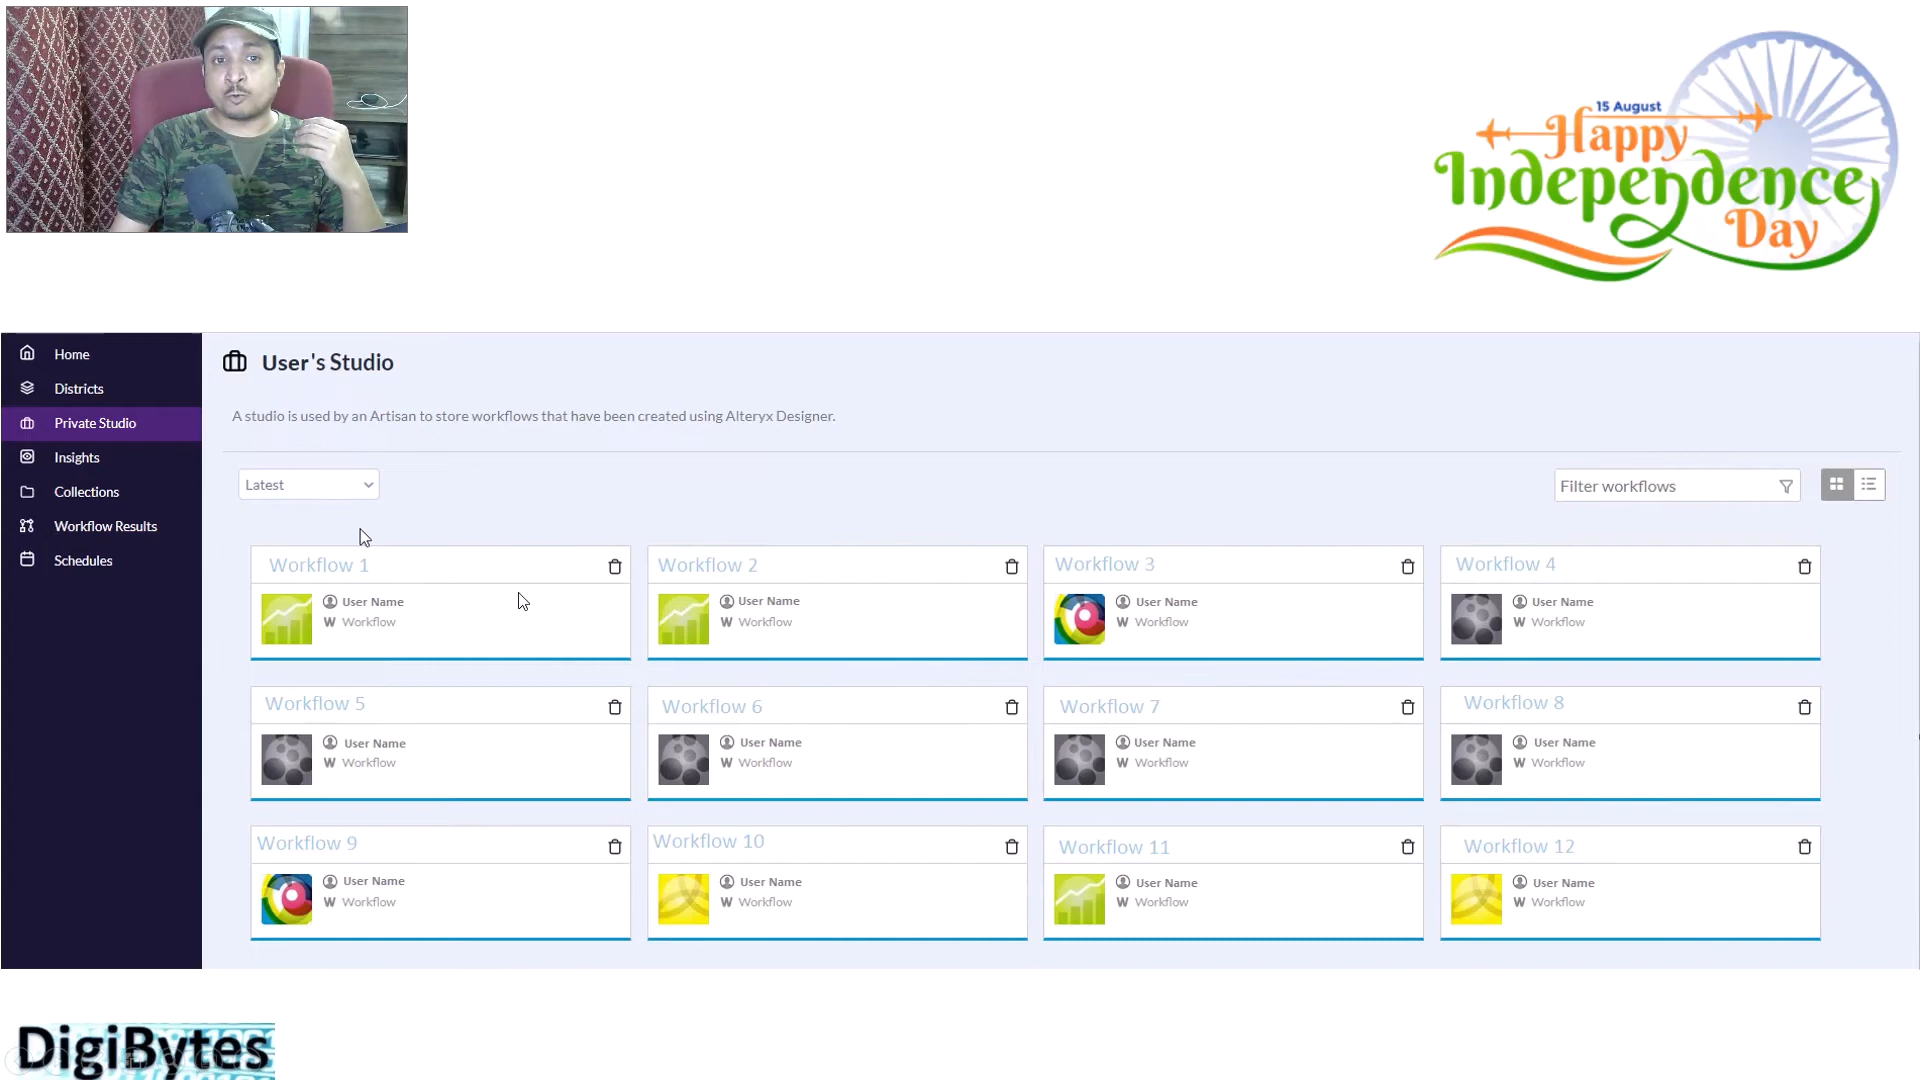 15 August
Happy
Independence
Day
Home
Districts
Private Studio
Insights
Collections
Workflow Results
Schedules
User's Studio
A studio is used by an Artisan to store workflows that have been created using Alteryx Designer.
Latest
Filter workflows
Workflow 1
User Name
W Workflow
Workflow 2
User Name
W Workflow
Workflow 3
User Name
W Workflow
Workflow 4
User Name
W Workflow
Workflow 5
User Name
W Workflow
Workflow 6
User Name
W Workflow
Workflow 7
User Name
W Workflow
Workflow 8
User Name
W Workflow
Workflow 9
User Name
W Workflow
Workflow 10
User Name
W Workflow
Workflow 11
User Name
W Workflow
Workflow 12
User Name
W Workflow
DigiBytes